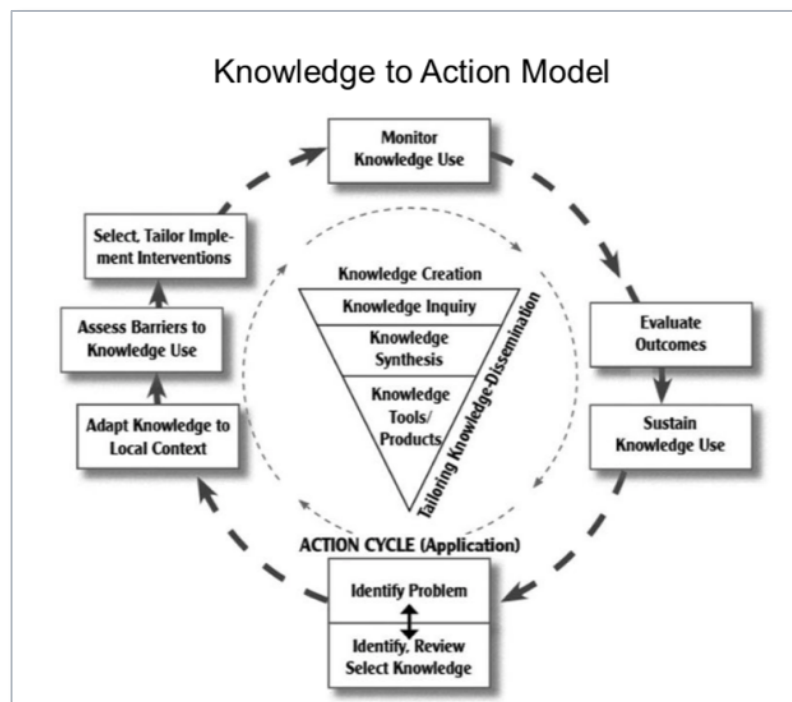 Knowledge to Action Model
Monitor
Knowledge Use
Select, Tailor Imple-
ment Interventions
Assess Barriers to
Knowledge Use
Adapt Knowledge to
Local Context
Knowledge Creation
Knowledge Inquiry
Knowledge
Synthesis
Knowledge
Tools/
Products
Tailoring Knowledge-Dissemination
Evaluate
Outcomes
Sustain
Knowledge Use
ACTION CYCLE (Application)
Identify Problem
Identify, Review
Select Knowledge